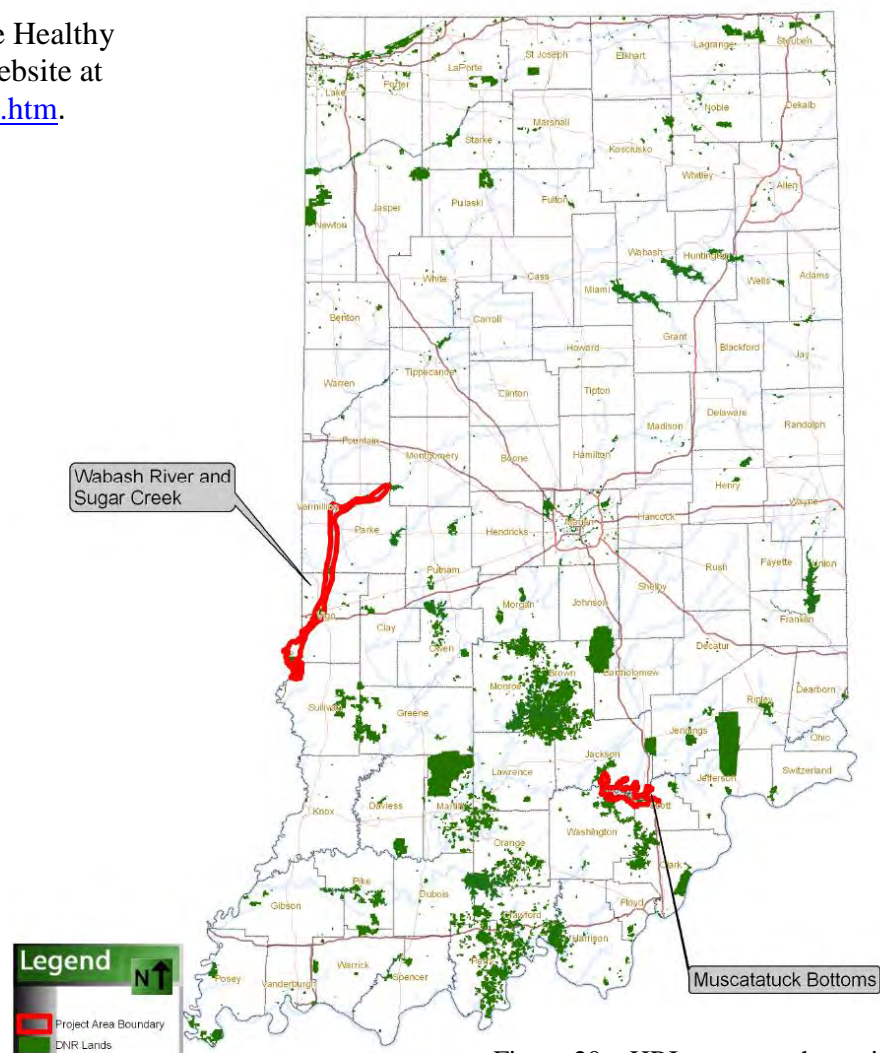 e Healthy
ebsite at
.htm.
Lake
Porter
LaPorte
St Joseph
Elkhart
Lagrange
Steuben
Noble
Dekalb
Marshall
Starke
Kosciusko
Whitley
Allen
Newton
Jasper
Pulaski
Fulton
Wabash
Huntington
White
Cass
Miami
Wells
Adams
Benton
Carroll
Howard
Grant
Blackford
Jay
Warren
Tippecanoe
Clinton
Tipton
Madison
Delaware
Randolph
Fountain
Montgomery
Boone
Hamilton
Henry
Wabash River and
Sugar Creek
Vermillion
Parke
Hendricks
Marion
Hancock
Wayne
Putnam
Rush
Fayette
Union
Shelby
Morgan
Johnson
Vigo
Clay
Owen
Franklin
Decatur
Monroe
Brown
Bartholomew
Dearborn
Ripley
Sullivan
Greene
Jennings
Ohio
Jackson
Lawrence
Jefferson
Switzerland
Knox
Daviess
Martin
Scott
Washington
Orange
Clark
Pike
Gibson
Dubois
Crawford
Floyd
Harrison
Perry
Posey
Vanderburgh
Warrick
Spencer
Muscatatuck Bottoms
Legend
N
Project Area Boundary
DNR Lands